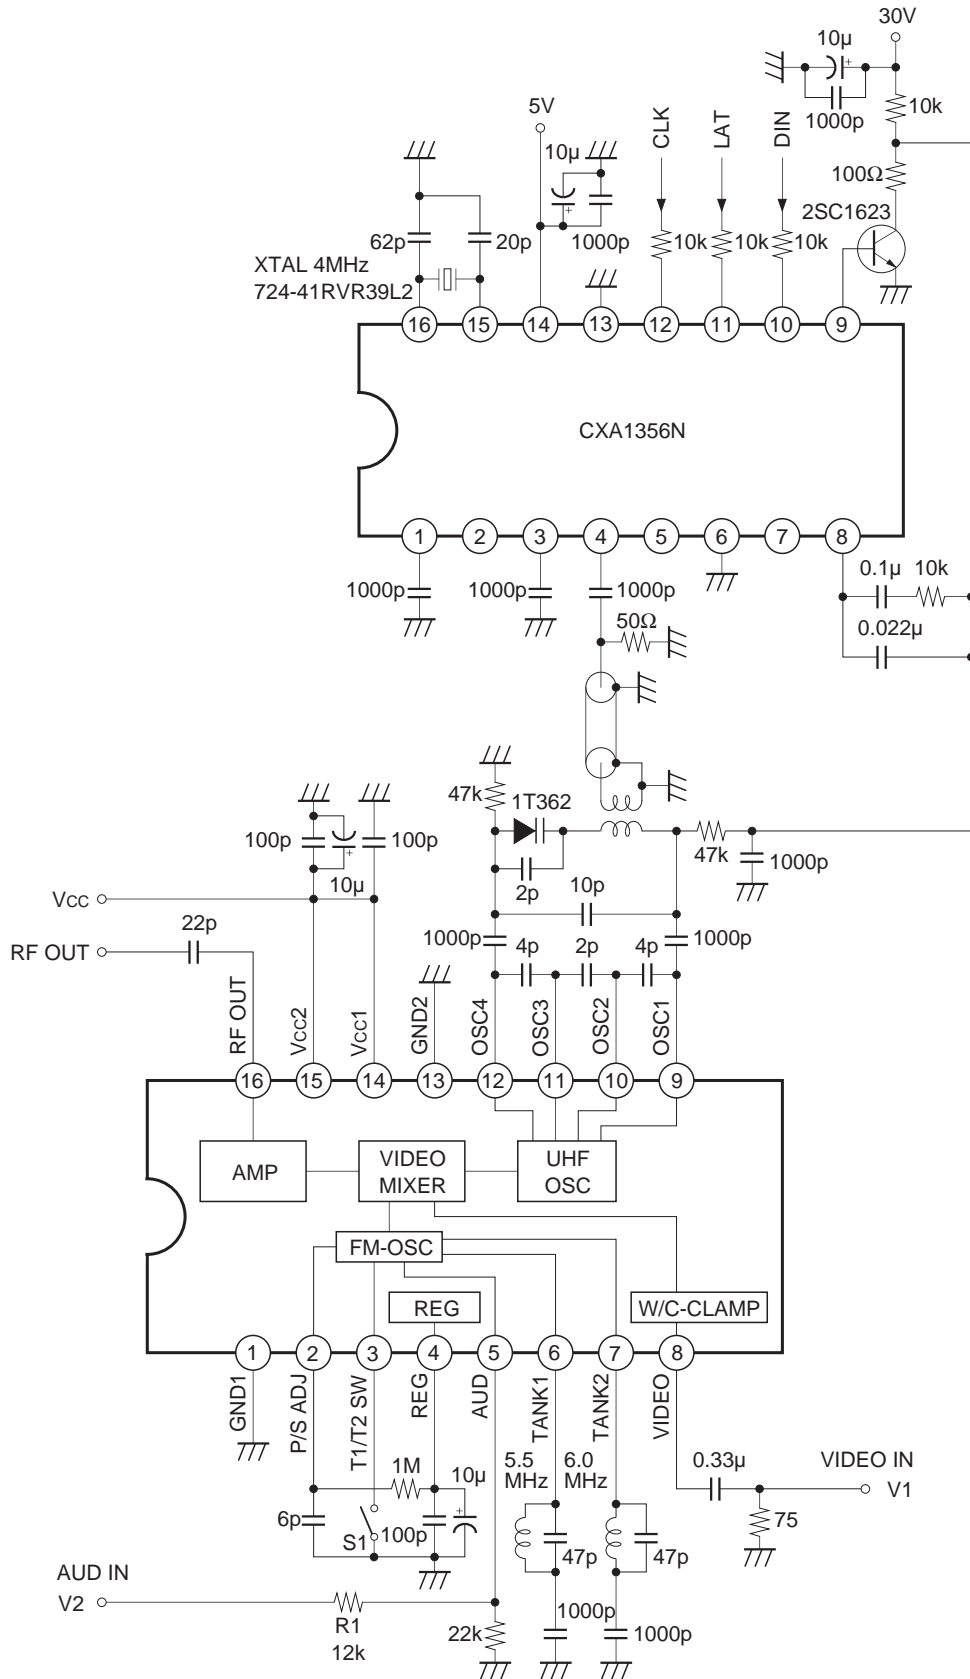 30V
10μ
+
1000p
10k
5V
10μ
+
1000p
CLK
LAT
DIN
100Ω
2SC1623
62p
20p
10k
10k
10k
XTAL 4MHz
724-41RVR39L2
16
15
14
13
12
11
10
9
CXA1356N
1
2
3
4
5
6
7
8
1000p
1000p
1000p
0.1μ
10k
50Ω
0.022μ
47k
1T362
100p
+
100p
10μ
47k
1000p
2p
10p
Vcc
22p
RF OUT
1000p
4p
2p
4p
1000p
RF OUT
Vcc2
Vcc1
GND2
OSC4
OSC3
OSC2
OSC1
16
15
14
13
12
11
10
9
AMP
VIDEO
MIXER
UHF
OSC
FM-OSC
REG
W/C-CLAMP
1
2
3
4
5
6
7
8
GND1
P/S ADJ
T1/T2 SW
REG
AUD
TANK1
TANK2
VIDEO
5.5
MHz
6.0
MHz
0.33μ
VIDEO IN
V1
1M
10μ
+
6p
S1
100p
75
47p
47p
AUD IN
V2
R1
12k
22k
1000p
1000p